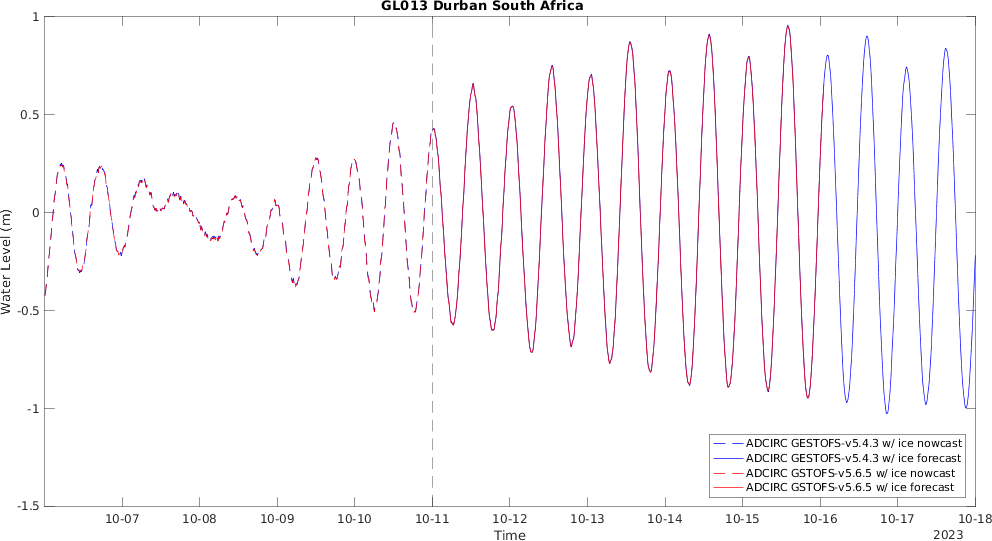 GL013 Durban South Africa
1
0.5
0
-0.5
-1
-1.5
Water Level (m)
ADCIRC GESTOFS-v5.4.3 w/ ice nowcast
ADCIRC GESTOFS-v5.4.3 w/ ice forecast
ADCIRC GSTOFS-v5.6.5 w/ ice nowcast
ADCIRC GSTOFS-v5.6.5 w/ ice forecast
10-07 10-08 10-09 10-10 10-11 10-12 10-13 10-14 10-15 10-16 10-17 10-18
Time
2023